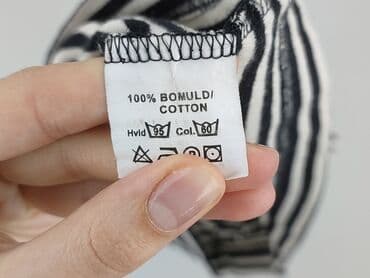 100% BOMULD/
COTTON
Hvid 95 Col. 60